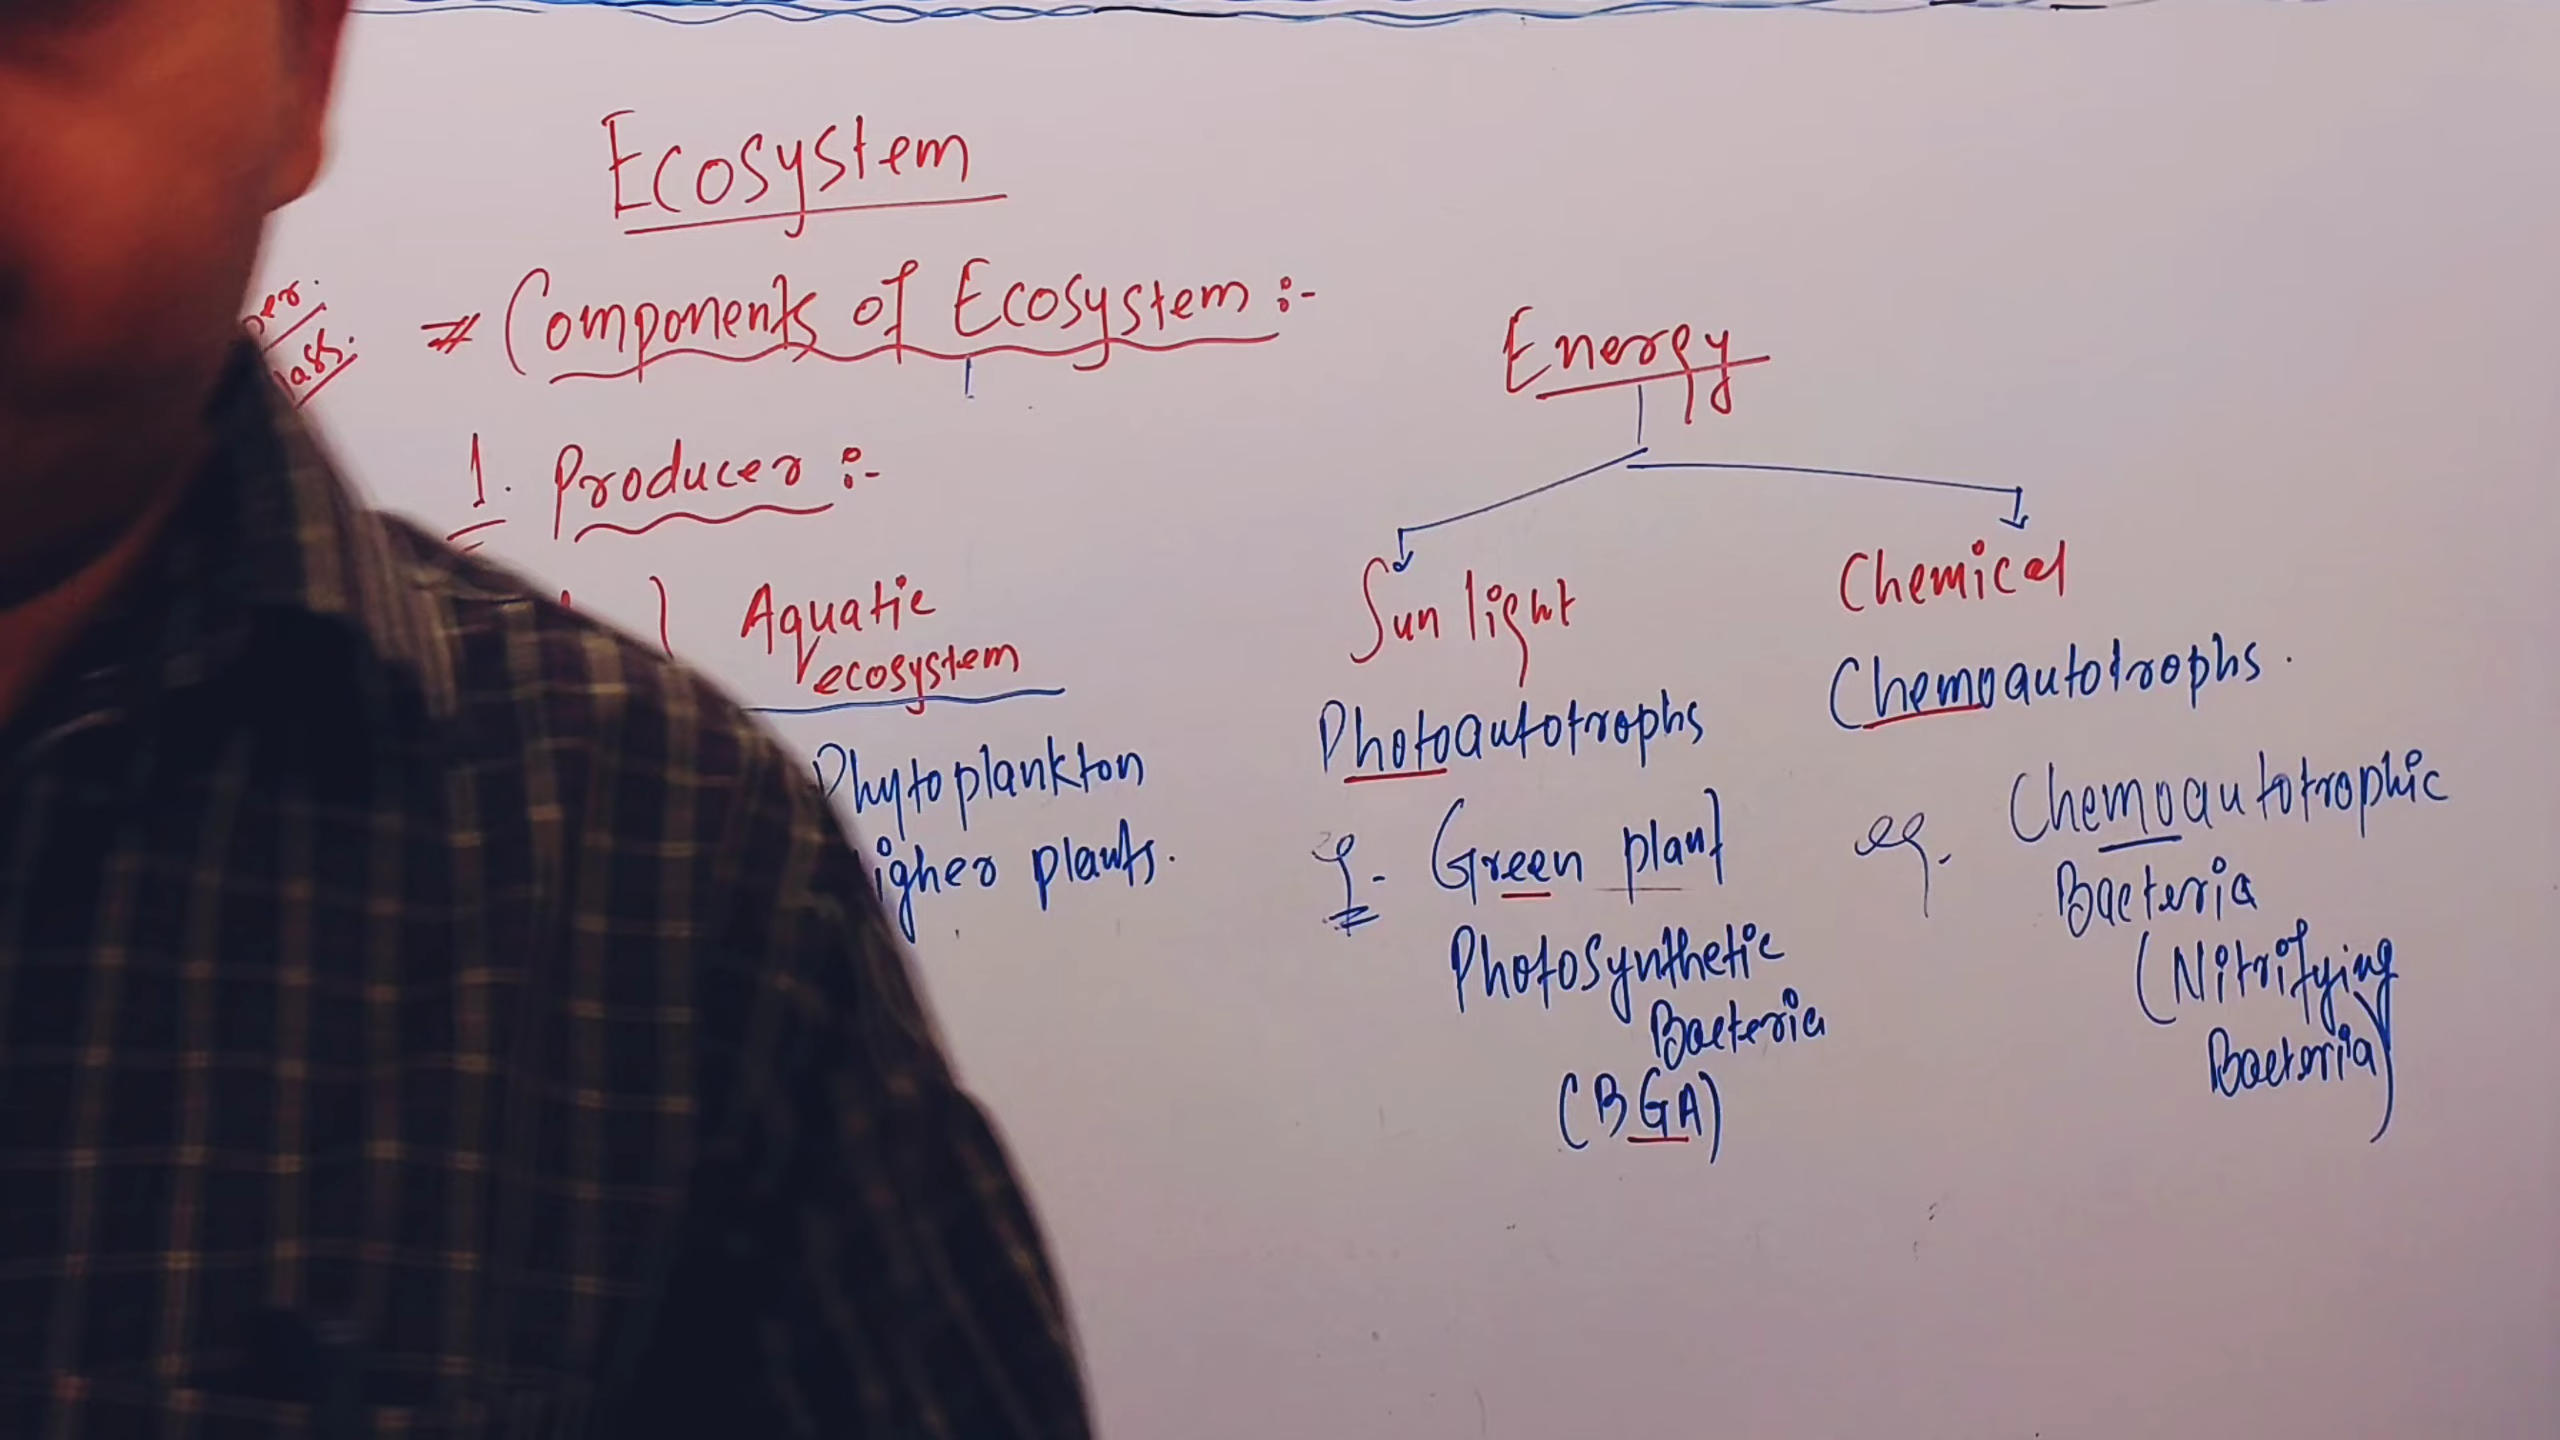 Ecosystem
# Components of Ecosystem :-
1. Producer :-
Aquatic
ecosystem
Phytoplankton
plants.
Energy
Sun light
Photoautotrophs
eg. Green plant
Photosynthetic
Bacteria
(BGA)
Chemical
Chemoautotrophs.
eg. Chemoautotrophic
Bacteria
(Nitrifying
Bacteria)